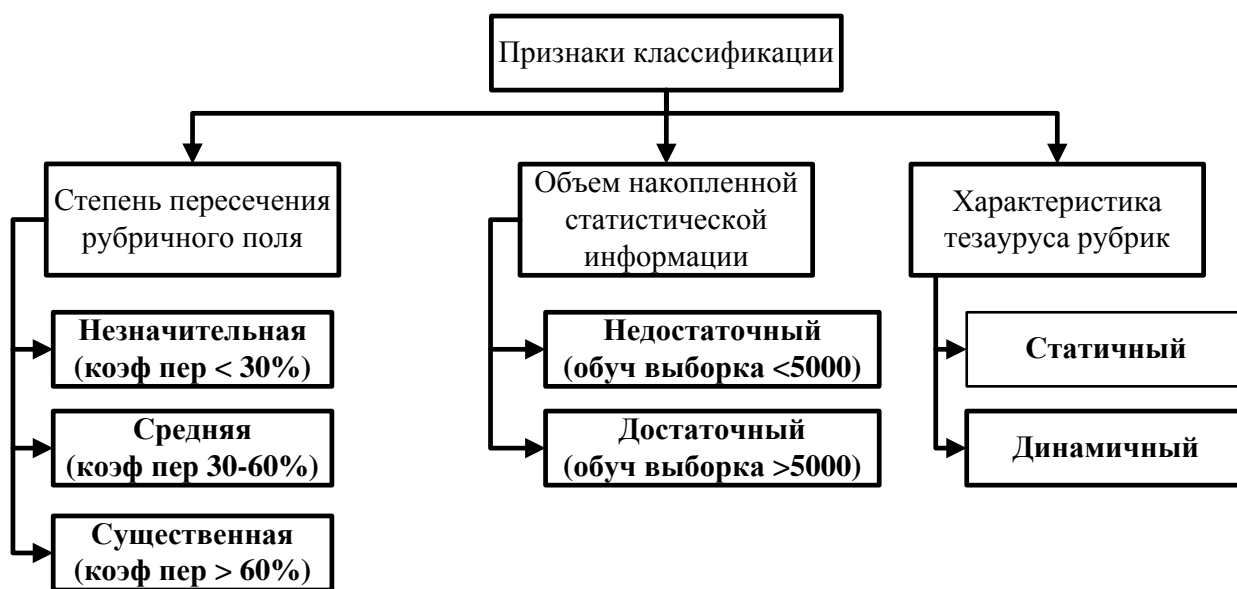 Признаки классификации
Степень пересечения
рубричного поля
Незначительная
(коэф пер < 30%)
Средняя
(коэф пер 30-60%)
Существенная
(коэф пер > 60%)
Объем накопленной
статистической
информации
Недостаточный
(обуч выборка <5000)
Достаточный
(обуч выборка >5000)
Характеристика
тезауруса рубрик
Статичный
Динамичный